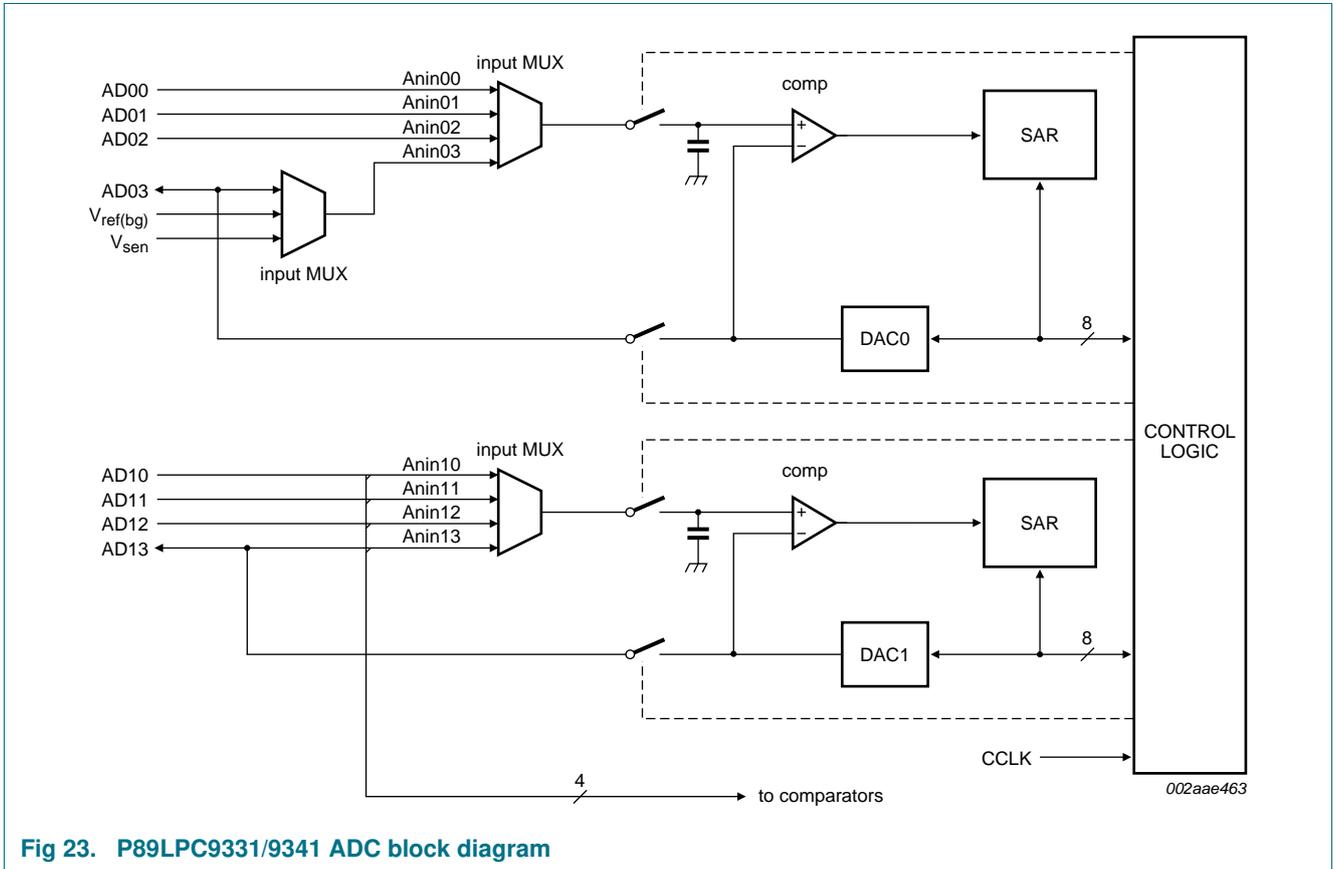 input MUX
comp
AD00
AD01
AD02
Anin00
Anin01
Anin02
Anin03
SAR
AD03
Vref(bg)
Vsen
input MUX
DAC0
8
CONTROL
LOGIC
input MUX
comp
AD10
AD11
AD12
AD13
Anin10
Anin11
Anin12
Anin13
SAR
DAC1
8
CCLK
4
to comparators
002aae463
Fig 23. P89LPC9331/9341 ADC block diagram
+
−
+
−